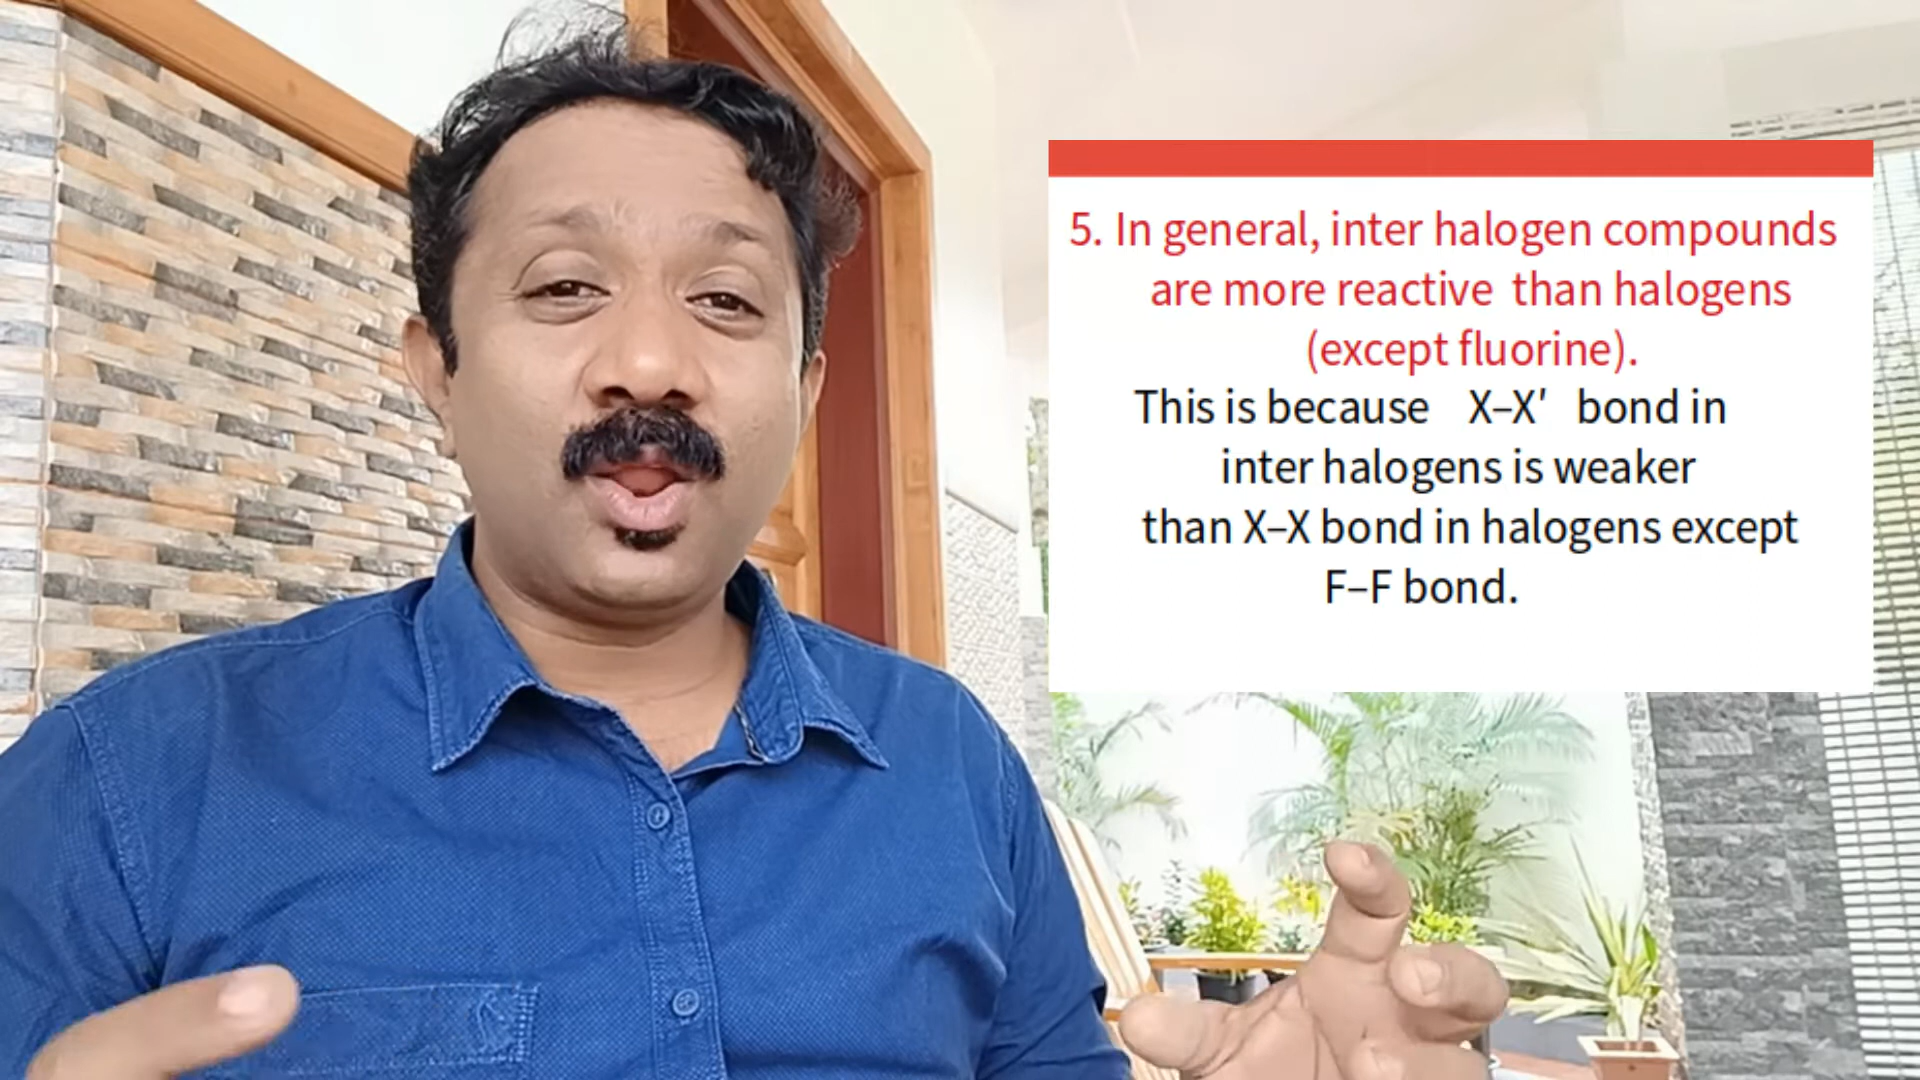 5. In general, inter halogen compounds
are more reactive than halogens
(except fluorine).
This is because X–X' bond in
inter halogens is weaker
than X–X bond in halogens except
F–F bond.